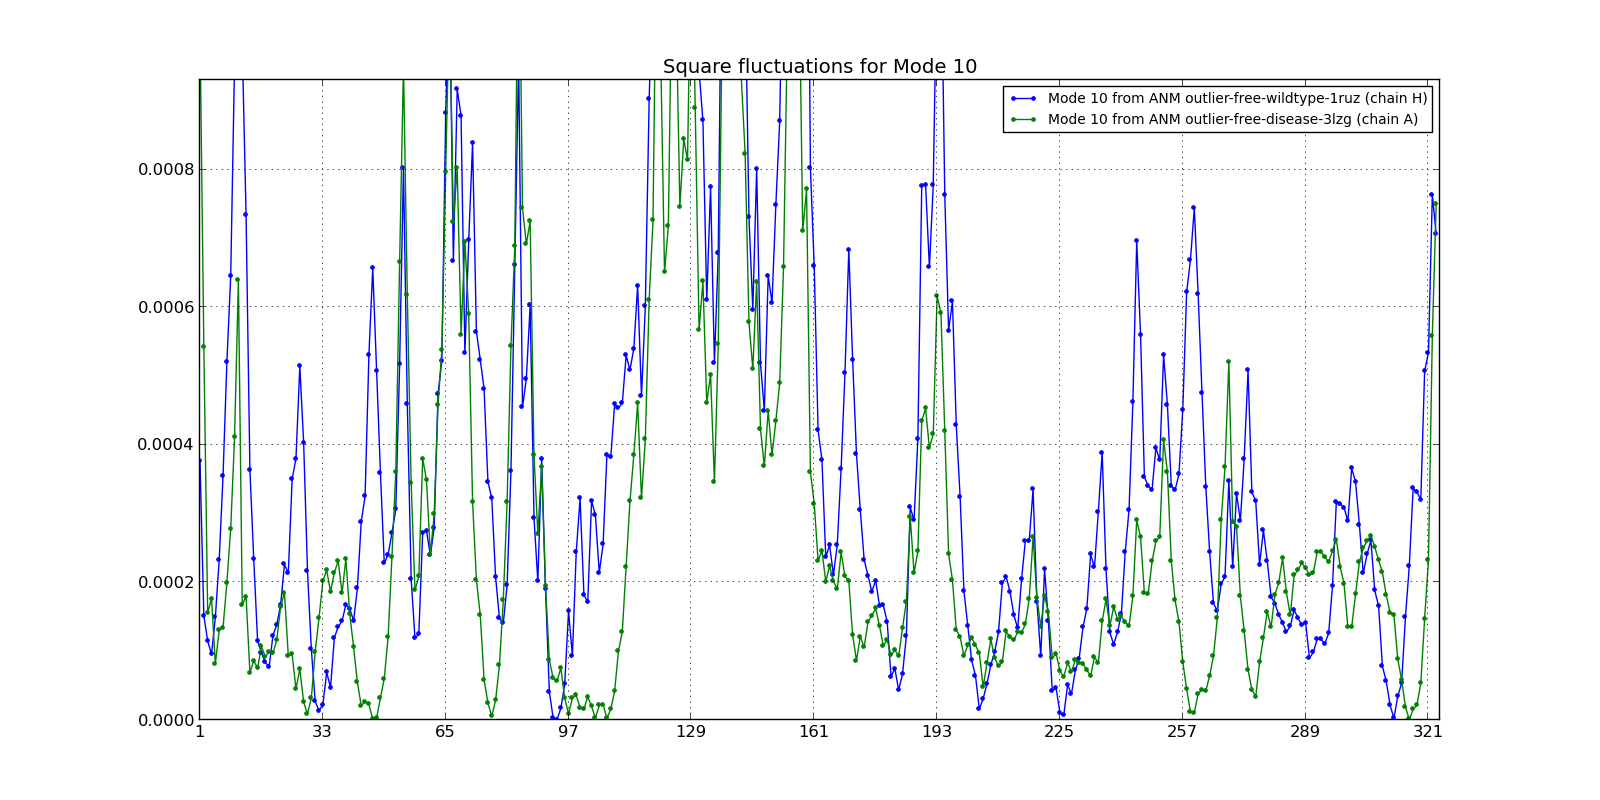 Square fluctuations for Mode 10
Mode 10 from ANM outlier-free-wildtype-1ruz (chain H)
Mode 10 from ANM outlier-free-disease-3lzg (chain A)
0.0008
0.0006
0.0004
0.0002
0.0000
1 33 65 97 129 161 193 225 257 289 321